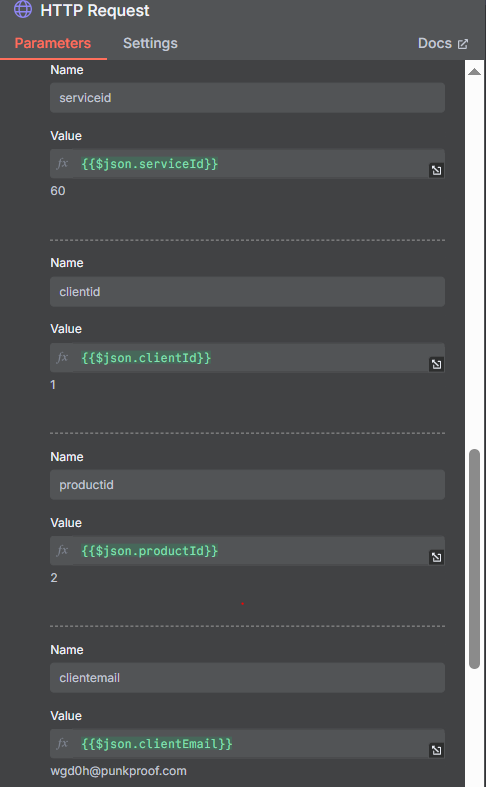 HTTP Request
Parameters Settings Docs
Name
serviceid
Value
fx {{$json.serviceId}}
60
Name
clientid
Value
fx {{$json.clientId}}
1
Name
productid
Value
fx {{$json.productId}}
2
Name
clientemail
Value
fx {{$json.clientEmail}}
wgd0h@punkproof.com